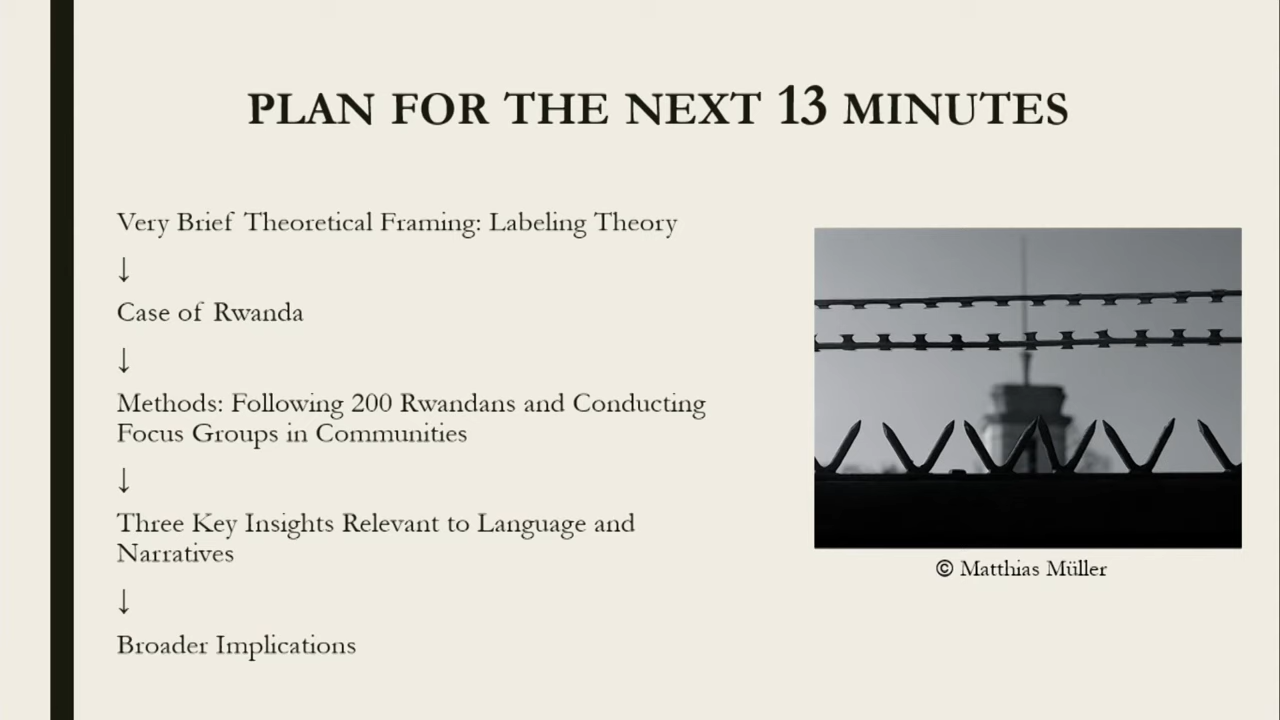 PLAN FOR THE NEXT 13 MINUTES
Very Brief Theoretical Framing: Labeling Theory
↓
Case of Rwanda
↓
Methods: Following 200 Rwandans and Conducting
Focus Groups in Communities
↓
Three Key Insights Relevant to Language and
Narratives
↓
Broader Implications
© Matthias Müller